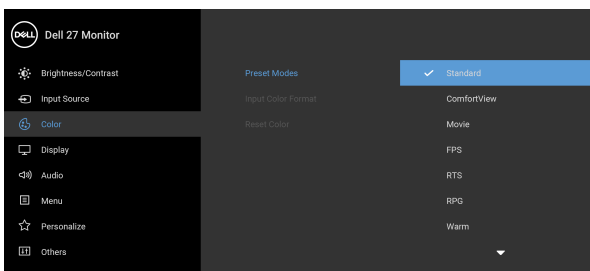 DELL Dell 27 Monitor
Brightness/Contrast
Input Source
Color
Display
Audio
Menu
Personalize
Others
Preset Modes
Input Color Format
Reset Color
Standard
ComfortView
Movie
FPS
RTS
RPG
Warm